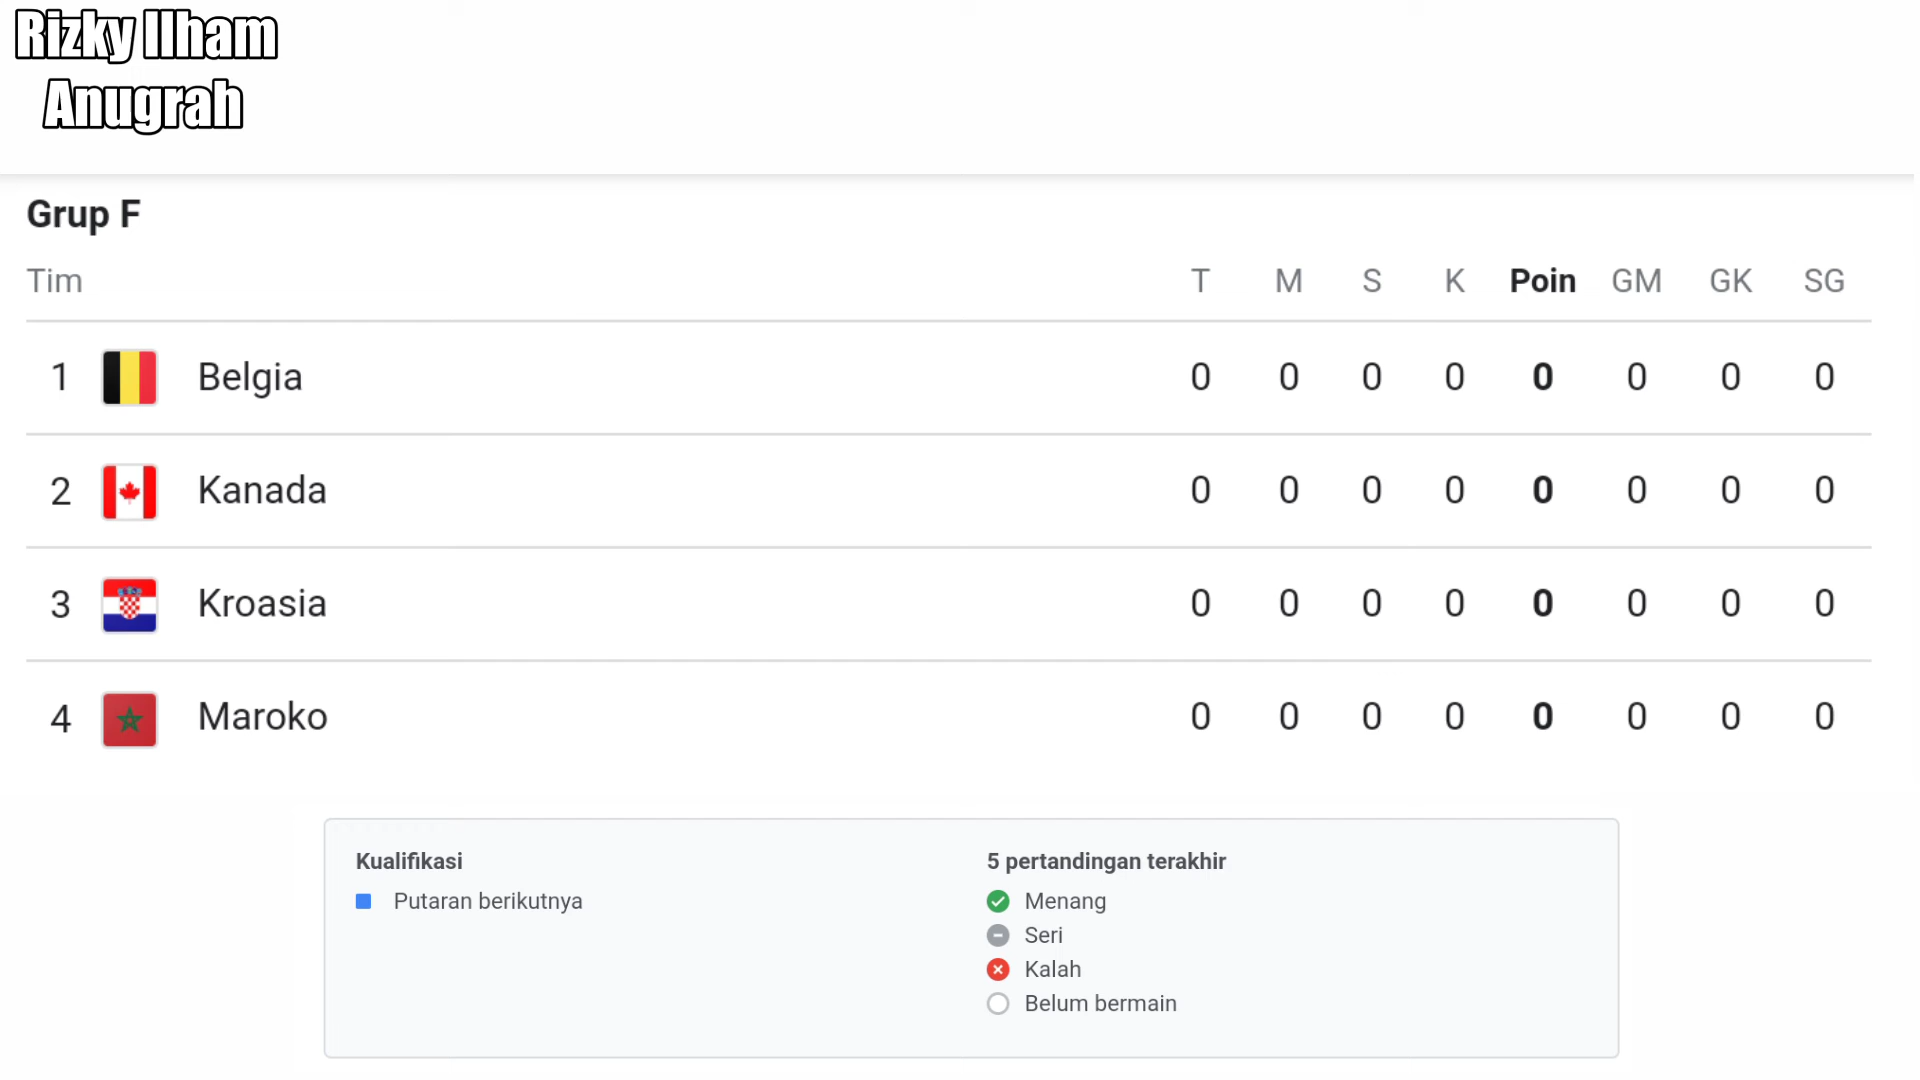 Rizky Ilham
Anugrah
Grup F
Tim T M S K Poin GM GK SG
1 Belgia 0 0 0 0 0 0 0 0
2 Kanada 0 0 0 0 0 0 0 0
3 Kroasia 0 0 0 0 0 0 0 0
4 Maroko 0 0 0 0 0 0 0 0
Kualifikasi
Putaran berikutnya
5 pertandingan terakhir
Menang
Seri
Kalah
Belum bermain